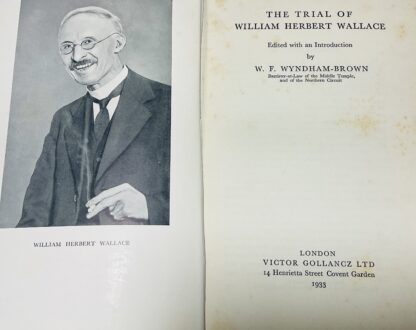 WILLIAM HERBERT WALLACE
THE TRIAL OF
WILLIAM HERBERT WALLACE
Edited with an Introduction
by
W. F. WYNDHAM-BROWN
Barrister-at-Law of the Middle Temple,
and of the Northern Circuit
LONDON
VICTOR GOLLANCZ LTD
14 Henrietta Street Covent Garden
1933